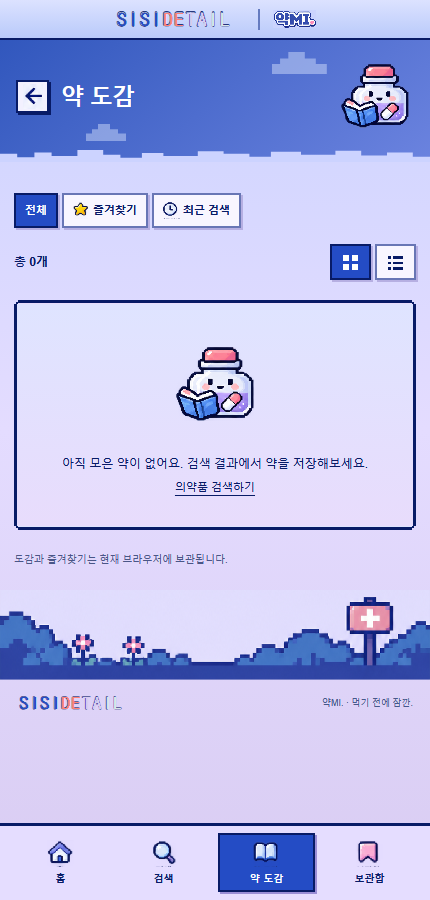 SISIDETAIL 약MI.
약 도감
전체 즐겨찾기 최근 검색
총 0개
아직 모은 약이 없어요. 검색 결과에서 약을 저장해보세요.
의약품 검색하기
도감과 즐겨찾기는 현재 브라우저에 보관됩니다.
SISIDETAIL 약MI. · 먹기 전에 잠깐.
홈 검색 약 도감 보관함